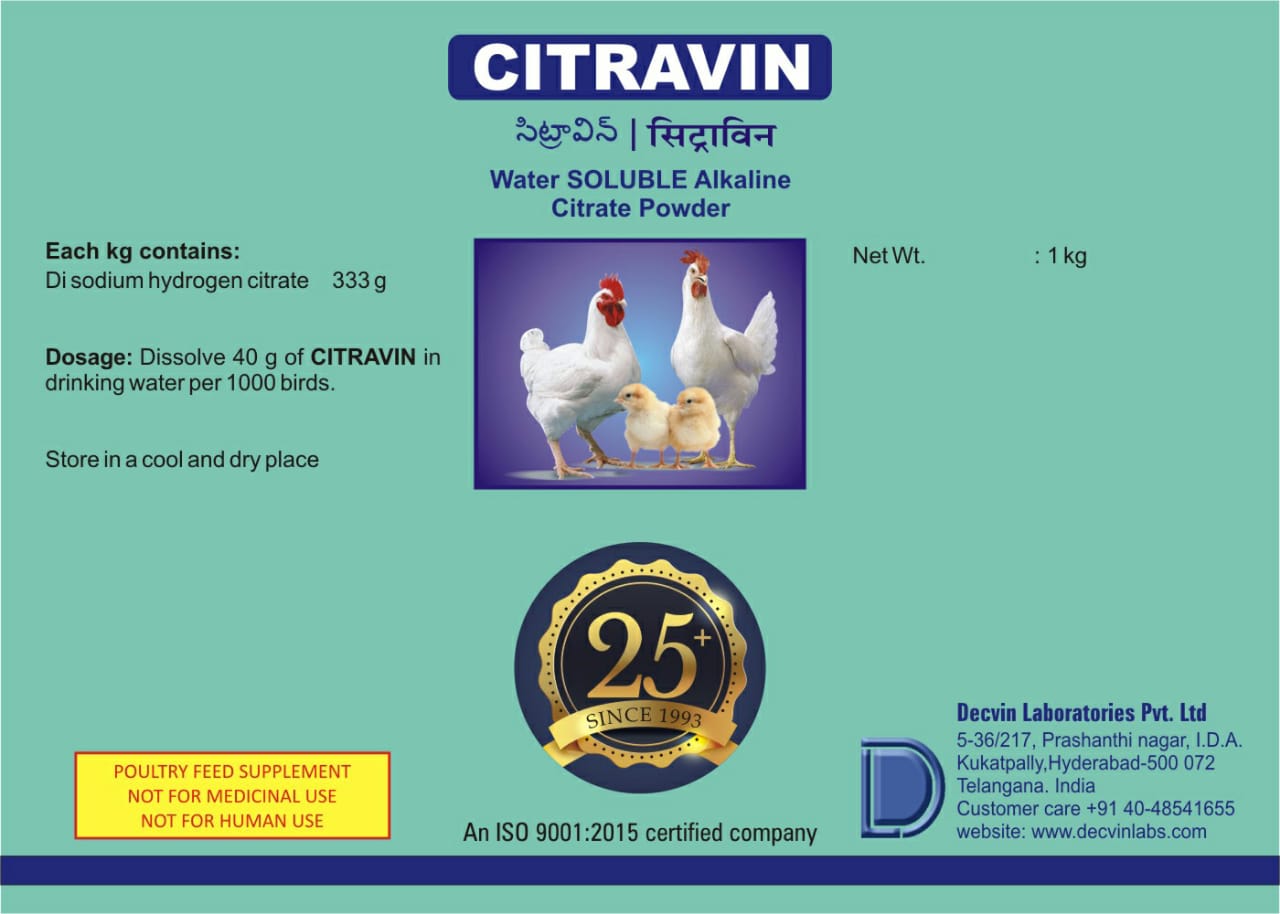 CITRAVIN
సిట్రావిన్ | सिट्राविन
Water SOLUBLE Alkaline
Citrate Powder
Each kg contains:
Di sodium hydrogen citrate 333 g
Dosage: Dissolve 40 g of CITRAVIN in
drinking water per 1000 birds.
Store in a cool and dry place
Net Wt. : 1 kg
25+
SINCE 1993
POULTRY FEED SUPPLEMENT
NOT FOR MEDICINAL USE
NOT FOR HUMAN USE
An ISO 9001:2015 certified company
Decvin Laboratories Pvt. Ltd
5-36/217, Prashanthi nagar, I.D.A.
Kukatpally,Hyderabad-500 072
Telangana. India
Customer care +91 40-48541655
website: www.decvinlabs.com